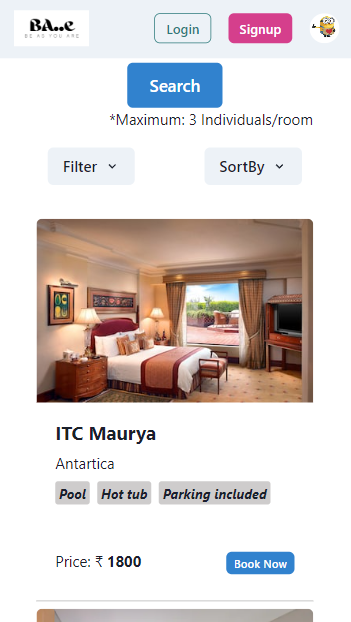 BA..e
BE AS YOU ARE
Login
Signup
Search
*Maximum: 3 Individuals/room
Filter
SortBy
ITC Maurya
Antartica
Pool Hot tub Parking included
Price: ₹ 1800
Book Now